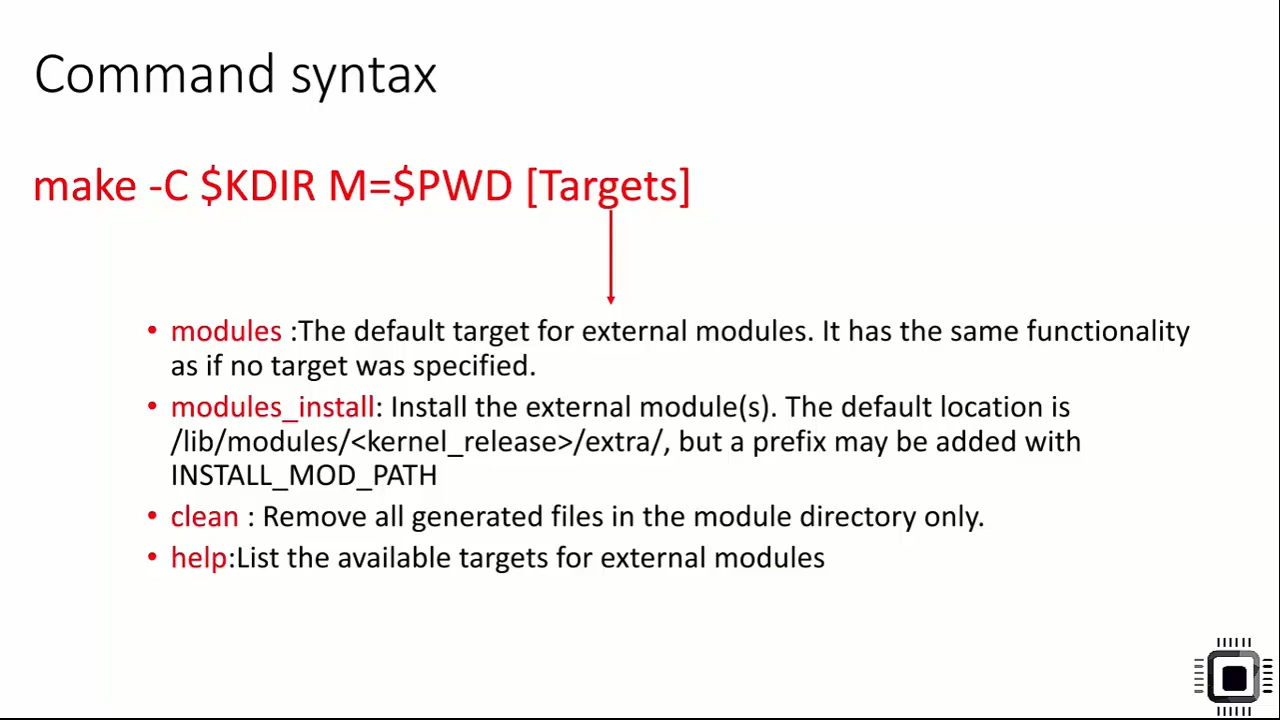 Command syntax
make -C $KDIR M=$PWD [Targets]
• modules :The default target for external modules. It has the same functionality
as if no target was specified.
• modules_install: Install the external module(s). The default location is
/lib/modules/<kernel_release>/extra/, but a prefix may be added with
INSTALL_MOD_PATH
• clean : Remove all generated files in the module directory only.
• help:List the available targets for external modules